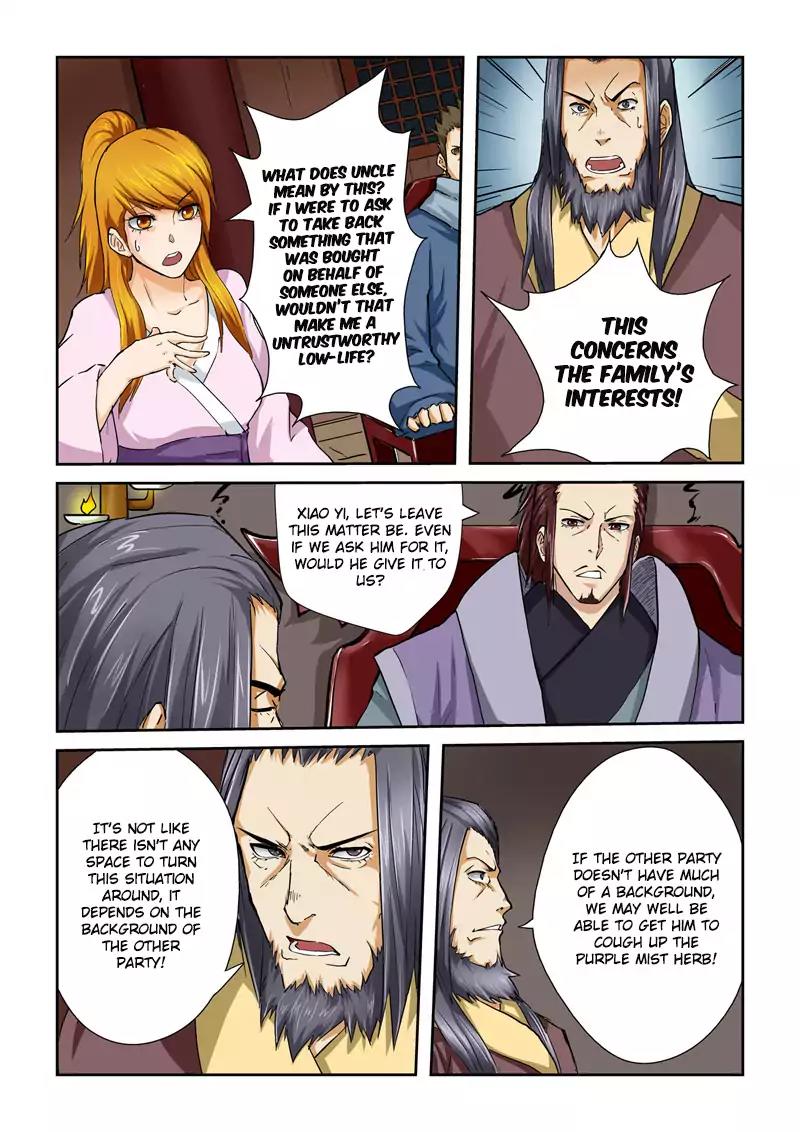 WHAT DOES UNCLE
MEAN BY THIS?
IF I WERE TO ASK
TO TAKE BACK
SOMETHING THAT
WAS BOUGHT
ON BEHALF OF
SOMEONE ELSE,
WOULDN'T THAT
MAKE ME A
UNTRUSTWORTHY
LOW-LIFE?
THIS
CONCERNS
THE FAMILY'S
INTERESTS!
XIAO YI, LET'S LEAVE
THIS MATTER BE. EVEN
IF WE ASK HIM FOR IT,
WOULD HE GIVE IT TO
US?
IT'S NOT LIKE
THERE ISN'T ANY
SPACE TO TURN
THIS SITUATION
AROUND, IT
DEPENDS ON THE
BACKGROUND OF
THE OTHER
PARTY!
IF THE OTHER PARTY
DOESN'T HAVE MUCH
OF A BACKGROUND,
WE MAY WELL BE
ABLE TO GET HIM TO
COUGH UP THE
PURPLE MIST HERB!